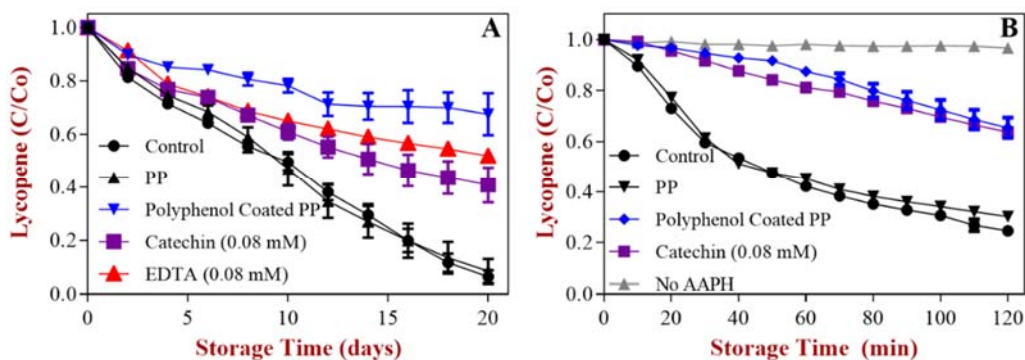 A
1.0
0.8
0.6
0.4
0.2
0.0
Lycopene (C/Co)
Control
PP
Polyphenol Coated PP
Catechin (0.08 mM)
EDTA (0.08 mM)
0 5 10 15 20
Storage Time (days)
B
1.0
0.8
0.6
0.4
0.2
0.0
Lycopene (C/Co)
Control
PP
Polyphenol Coated PP
Catechin (0.08 mM)
No AAPH
0 20 40 60 80 100 120
Storage Time (min)